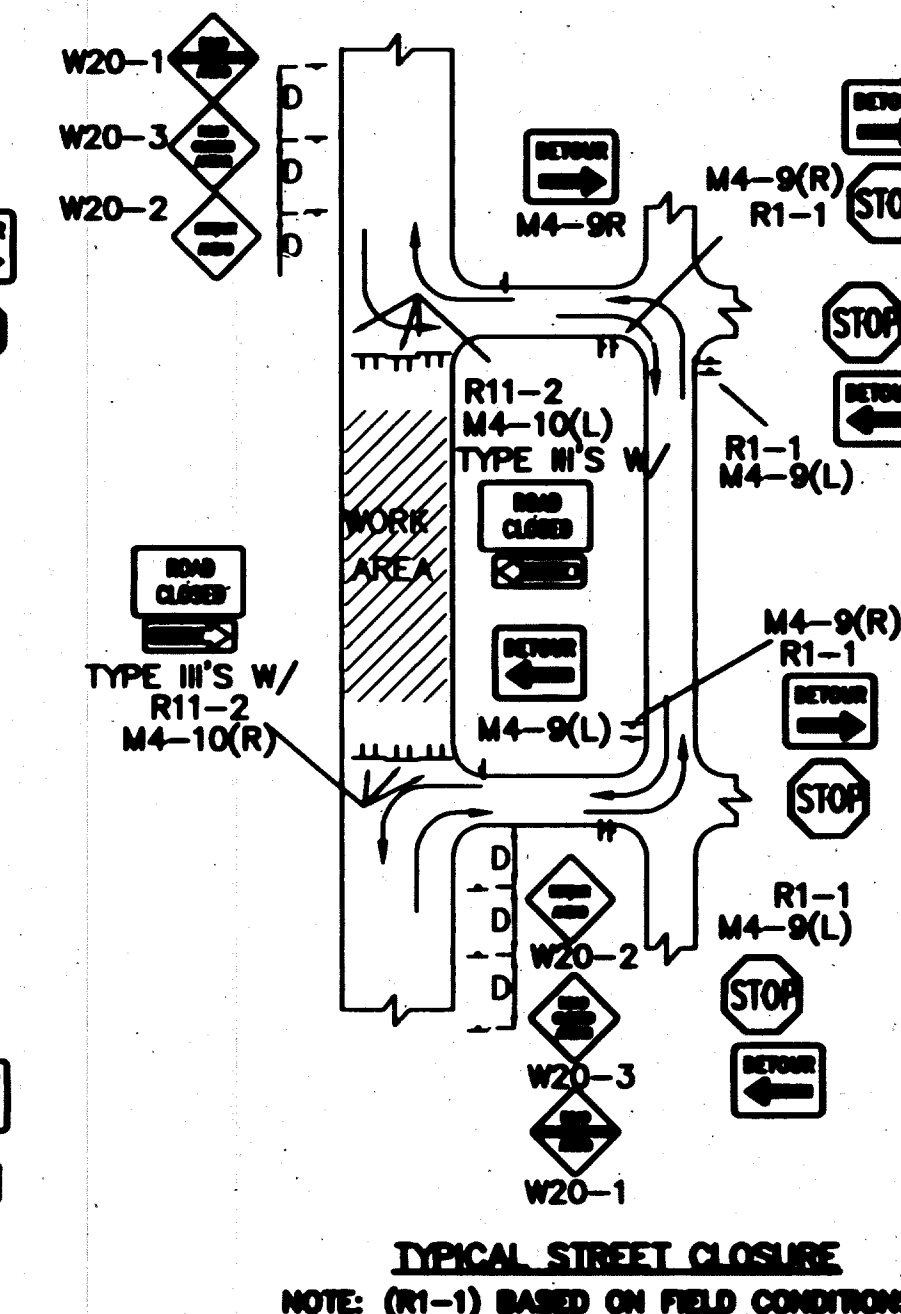 W20-1
W20-3
W20-2
D
D
D
DETOUR
M4-9R
M4-9(R)
R1-1
STOP
DETOUR
R1-1
M4-9(L)
R11-2
M4-10(L)
TYPE III'S W/
ROAD
CLOSED
WORK
AREA
ROAD
CLOSED
TYPE III'S W/
R11-2
M4-10(R)
DETOUR
M4-9(L)
M4-9(R)
R1-1
DETOUR
STOP
R1-1
M4-9(L)
STOP
DETOUR
D
D
D
W20-2
W20-3
W20-1
TYPICAL STREET CLOSURE
NOTE: (R1-1) BASED ON FIELD